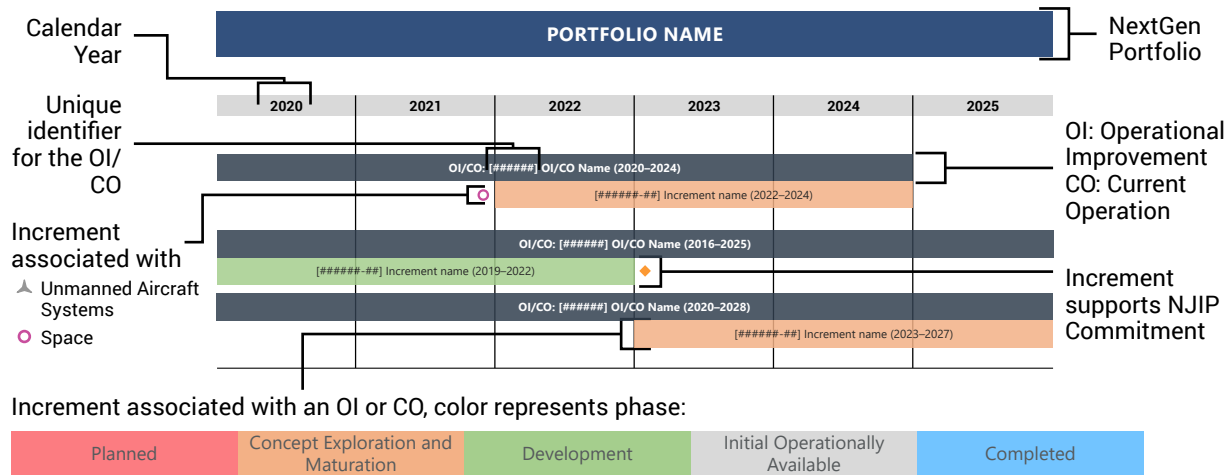 Calendar
Year
PORTFOLIO NAME
NextGen
Portfolio
2020 2021 2022 2023 2024 2025
Unique
identifier
for the OI/
CO
OI: Operational
Improvement
CO: Current
Operation
OI/CO: [######] OI/CO Name (2020–2024)
[######-##] Increment name (2022–2024)
Increment
associated with
Unmanned Aircraft
Systems
Space
OI/CO: [######] OI/CO Name (2016–2025)
[######-##] Increment name (2019–2022)
Increment
supports NJIP
Commitment
OI/CO: [######] OI/CO Name (2020–2028)
[######-##] Increment name (2023–2027)
Increment associated with an OI or CO, color represents phase:
Planned
Concept Exploration and
Maturation
Development
Initial Operationally
Available
Completed